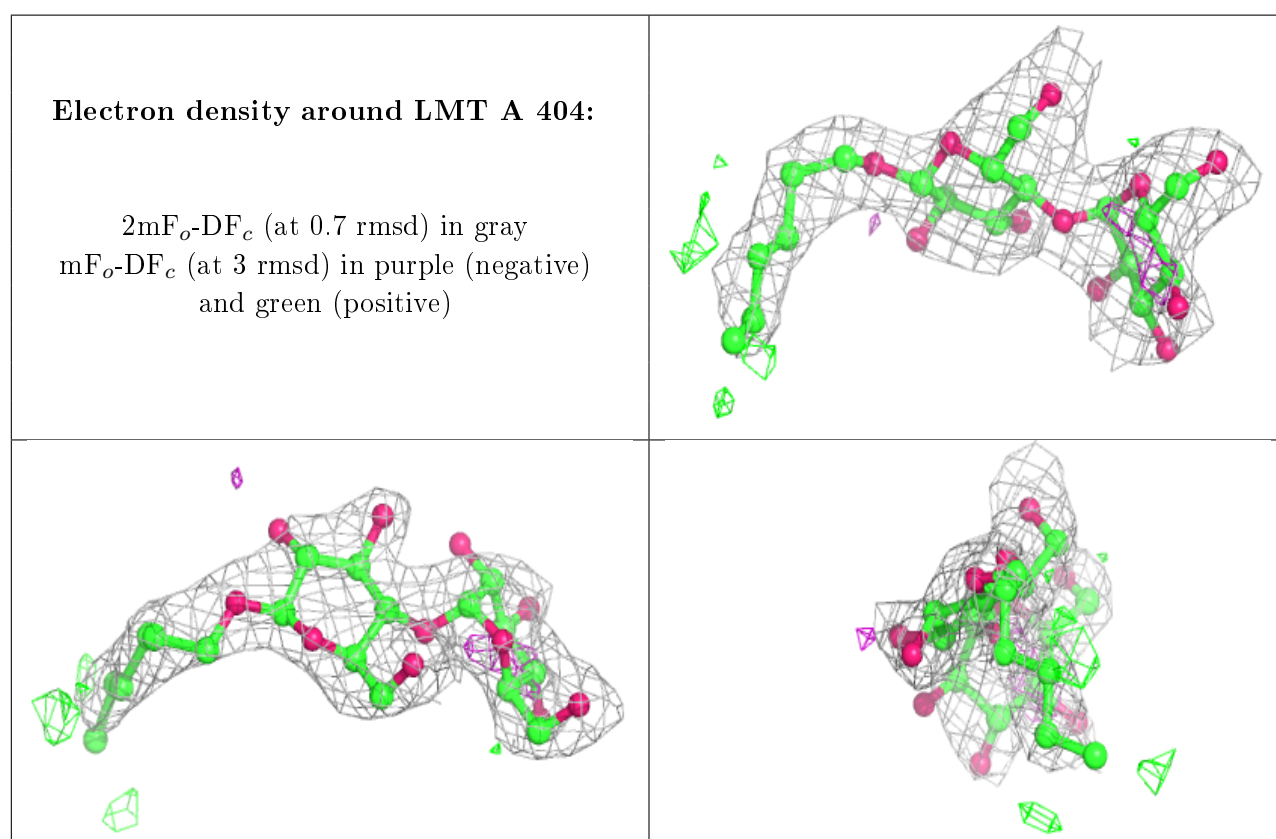 Electron density around LMT A 404:
2mFo-DFc (at 0.7 rmsd) in gray
mFo-DFc (at 3 rmsd) in purple (negative)
and green (positive)